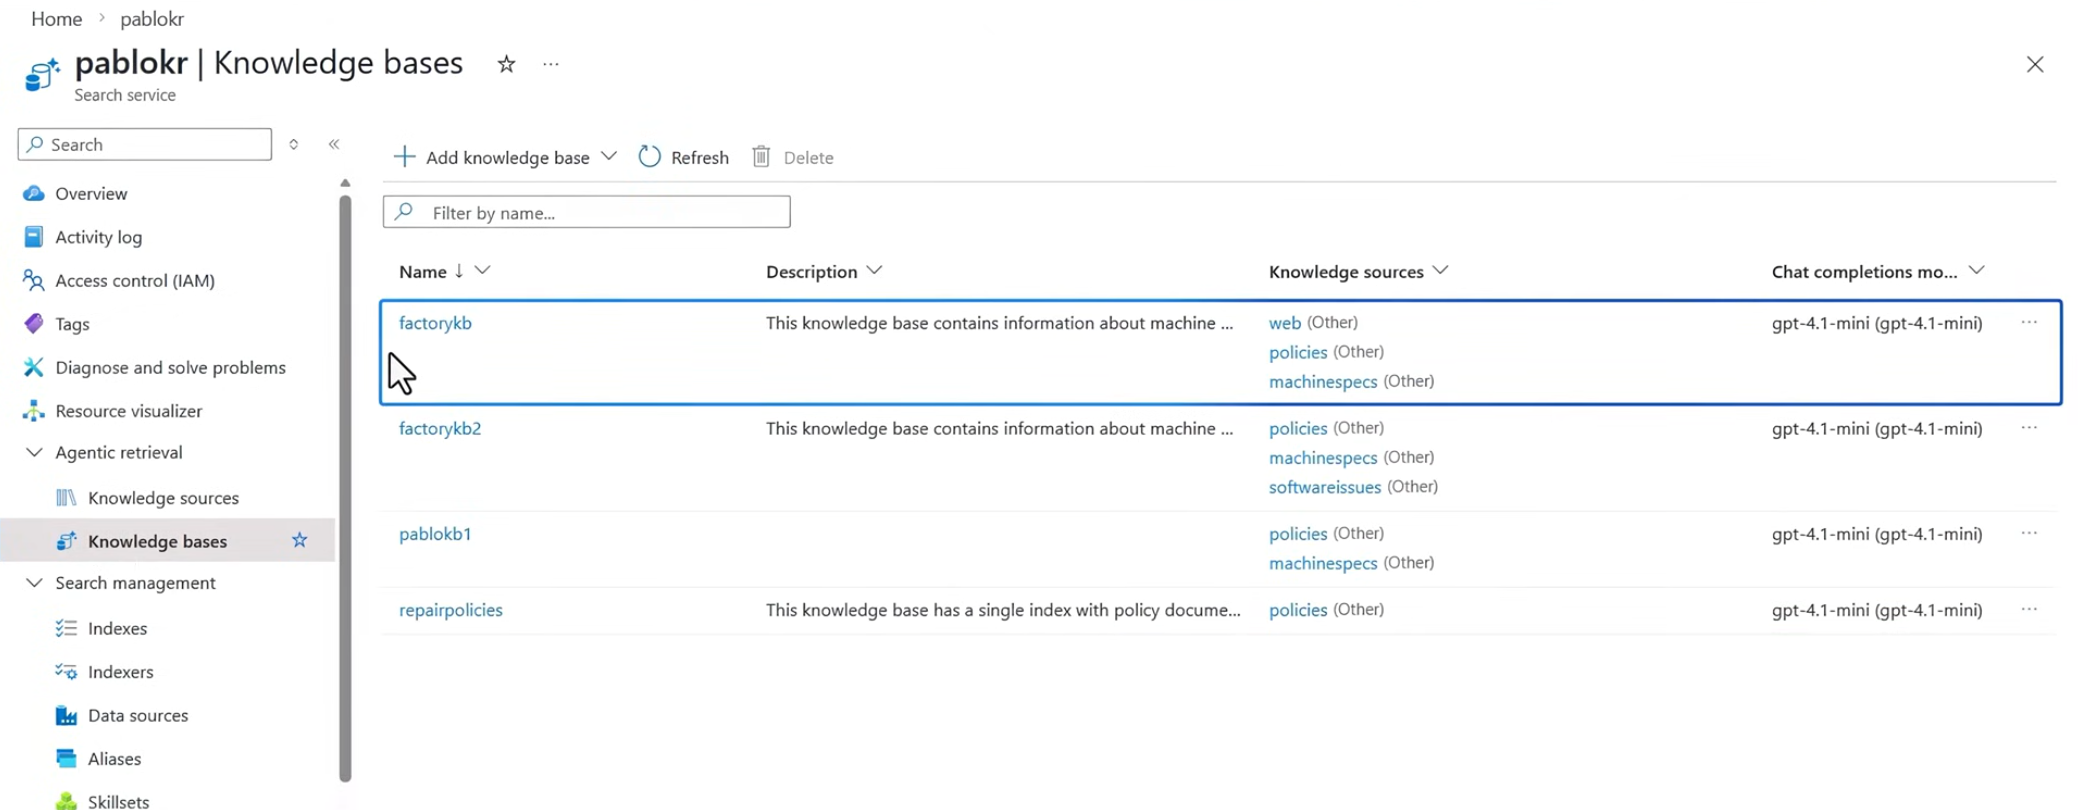 Home > pablokr
pablokr | Knowledge bases
Search service
Search
Add knowledge base
Refresh
Delete
Overview
Activity log
Access control (IAM)
Tags
Diagnose and solve problems
Resource visualizer
Agentic retrieval
Knowledge sources
Knowledge bases
Search management
Indexes
Indexers
Data sources
Aliases
Skillsets
Filter by name...
Name ↓ Description Knowledge sources Chat completions mo...
factorykb This knowledge base contains information about machine ... web (Other) gpt-4.1-mini (gpt-4.1-mini) ...
policies (Other)
machinespecs (Other)
factorykb2 This knowledge base contains information about machine ... policies (Other) gpt-4.1-mini (gpt-4.1-mini) ...
machinespecs (Other)
softwareissues (Other)
pablokb1 policies (Other) gpt-4.1-mini (gpt-4.1-mini) ...
machinespecs (Other)
repairpolicies This knowledge base has a single index with policy docume... policies (Other) gpt-4.1-mini (gpt-4.1-mini) ...